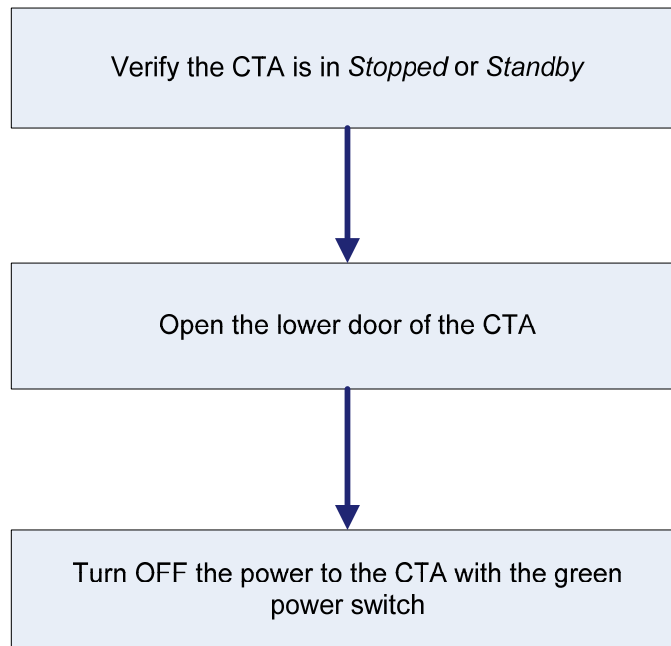 Verify the CTA is in Stopped or Standby
Open the lower door of the CTA
Turn OFF the power to the CTA with the green
power switch